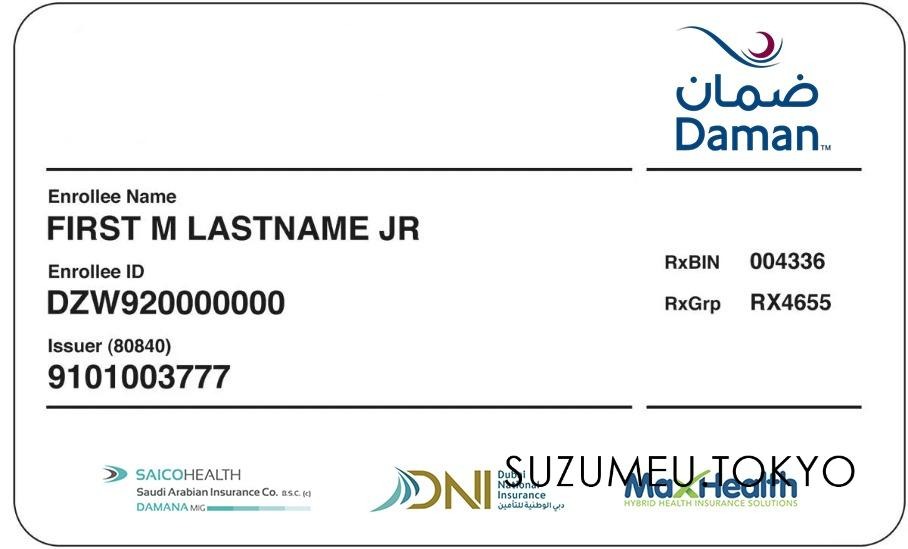 ضمان
Daman™
Enrollee Name
FIRST M LASTNAME JR
Enrollee ID
DZW920000000
RxBIN 004336
RxGrp RX4655
Issuer (80840)
9101003777
SAICOHEALTH
Saudi Arabian Insurance Co. B.S.C. (c)
DAMANA MIG
DNI
Dubai
National
Insurance
دبي الوطنية للتأمين
SUZUMEU TOKYO
MaxHealth
HYBRID HEALTH INSURANCE SOLUTIONS